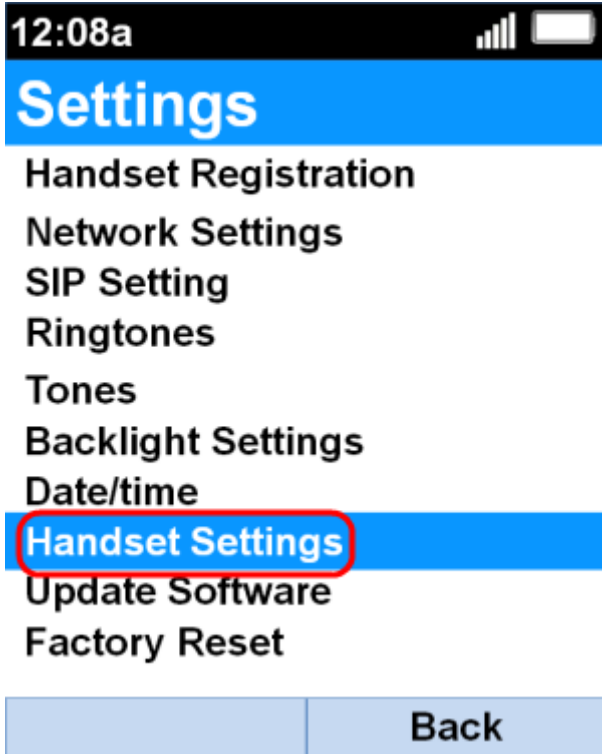 12:08a
Settings
Handset Registration
Network Settings
SIP Setting
Ringtones
Tones
Backlight Settings
Date/time
Handset Settings
Update Software
Factory Reset
Back